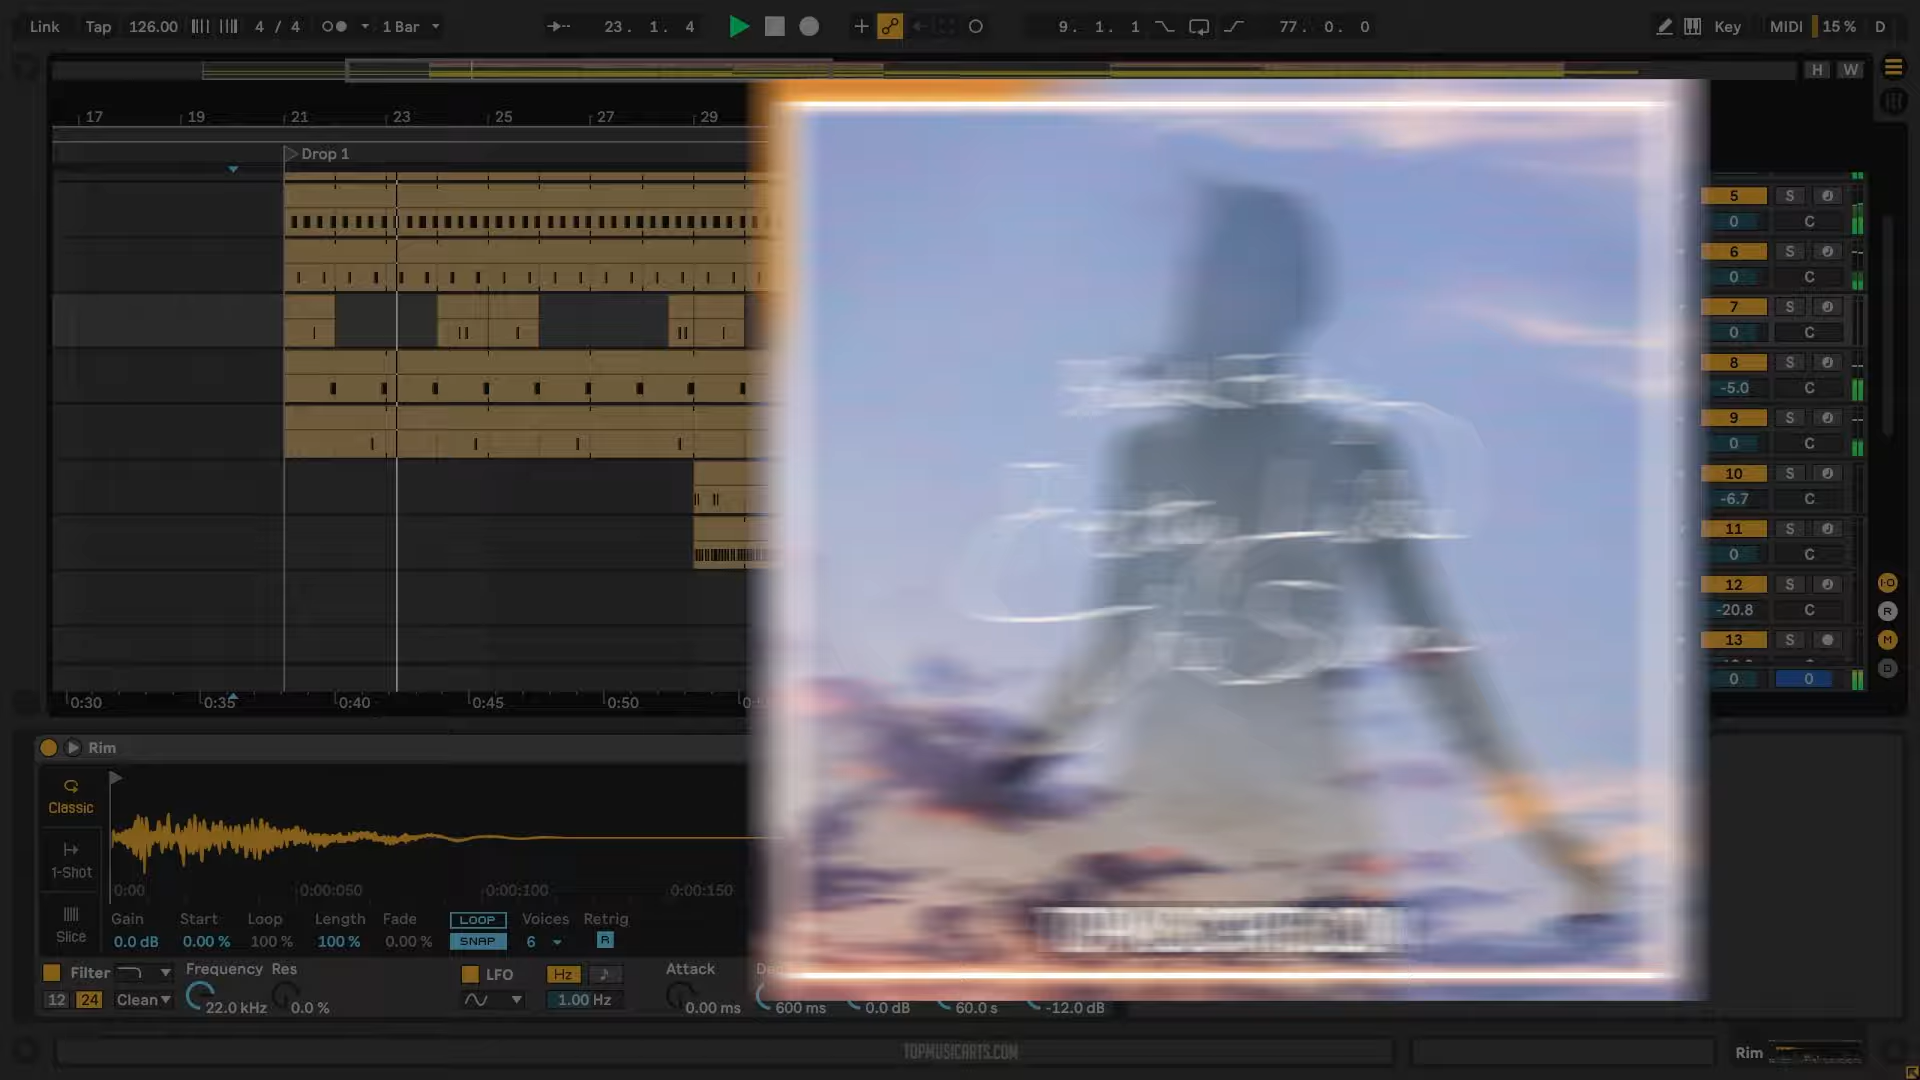 Link Tap 126.00 4 / 4 1 Bar 23. 1. 4 9. 1. 1 77. 0. 0 Key MIDI 15 % D
H W
17 19 21 23 25 27 29
Drop 1
5 S
0 C
6 S
0 C
7 S
0 C
8 S
-5.0 C
9 S
0 C
10 S
-6.7 C
11 S
0 C
12 S
-20.8 C
13 S
0 0
I-O
R
M
D
0:30 0:35 0:40 0:45 0:50
Rim
Classic
1-Shot
Slice
0:00 0:00:050 0:00:100 0:00:150
Gain Start Loop Length Fade LOOP Voices Retrig
0.0 dB 0.00 % 100 % 100 % 0.00 % SNAP 6 R
Filter Frequency Res LFO Hz Attack
12 24 Clean 22.0 kHz 0.0 % 1.00 Hz 0.00 ms 600 ms 0.0 dB 60.0 s -12.0 dB
TOPMUSICARTS.COM
Rim